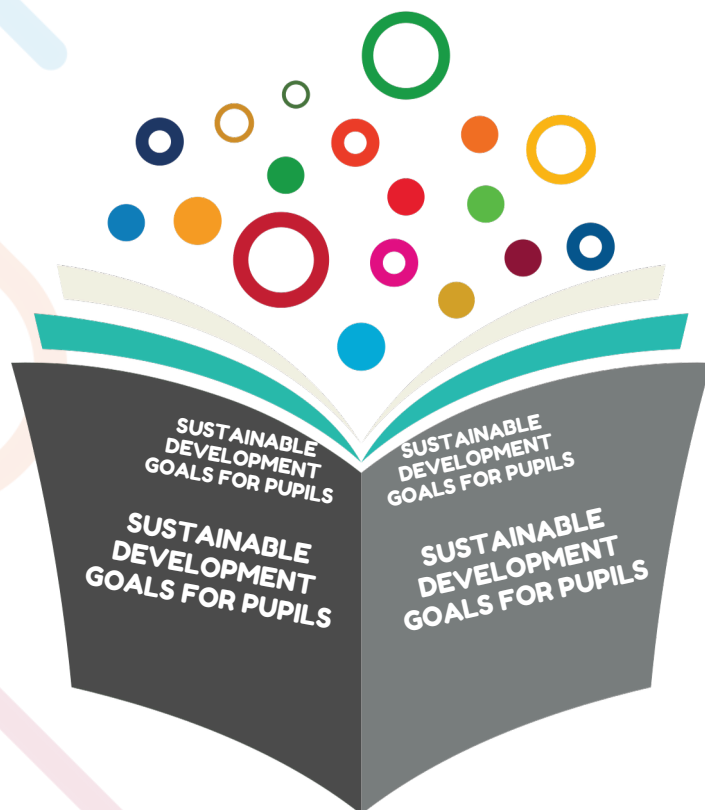 SUSTAINABLE
DEVELOPMENT
GOALS FOR PUPILS
SUSTAINABLE
DEVELOPMENT
GOALS FOR PUPILS
SUSTAINABLE
DEVELOPMENT
GOALS FOR PUPILS
SUSTAINABLE
DEVELOPMENT
GOALS FOR PUPILS